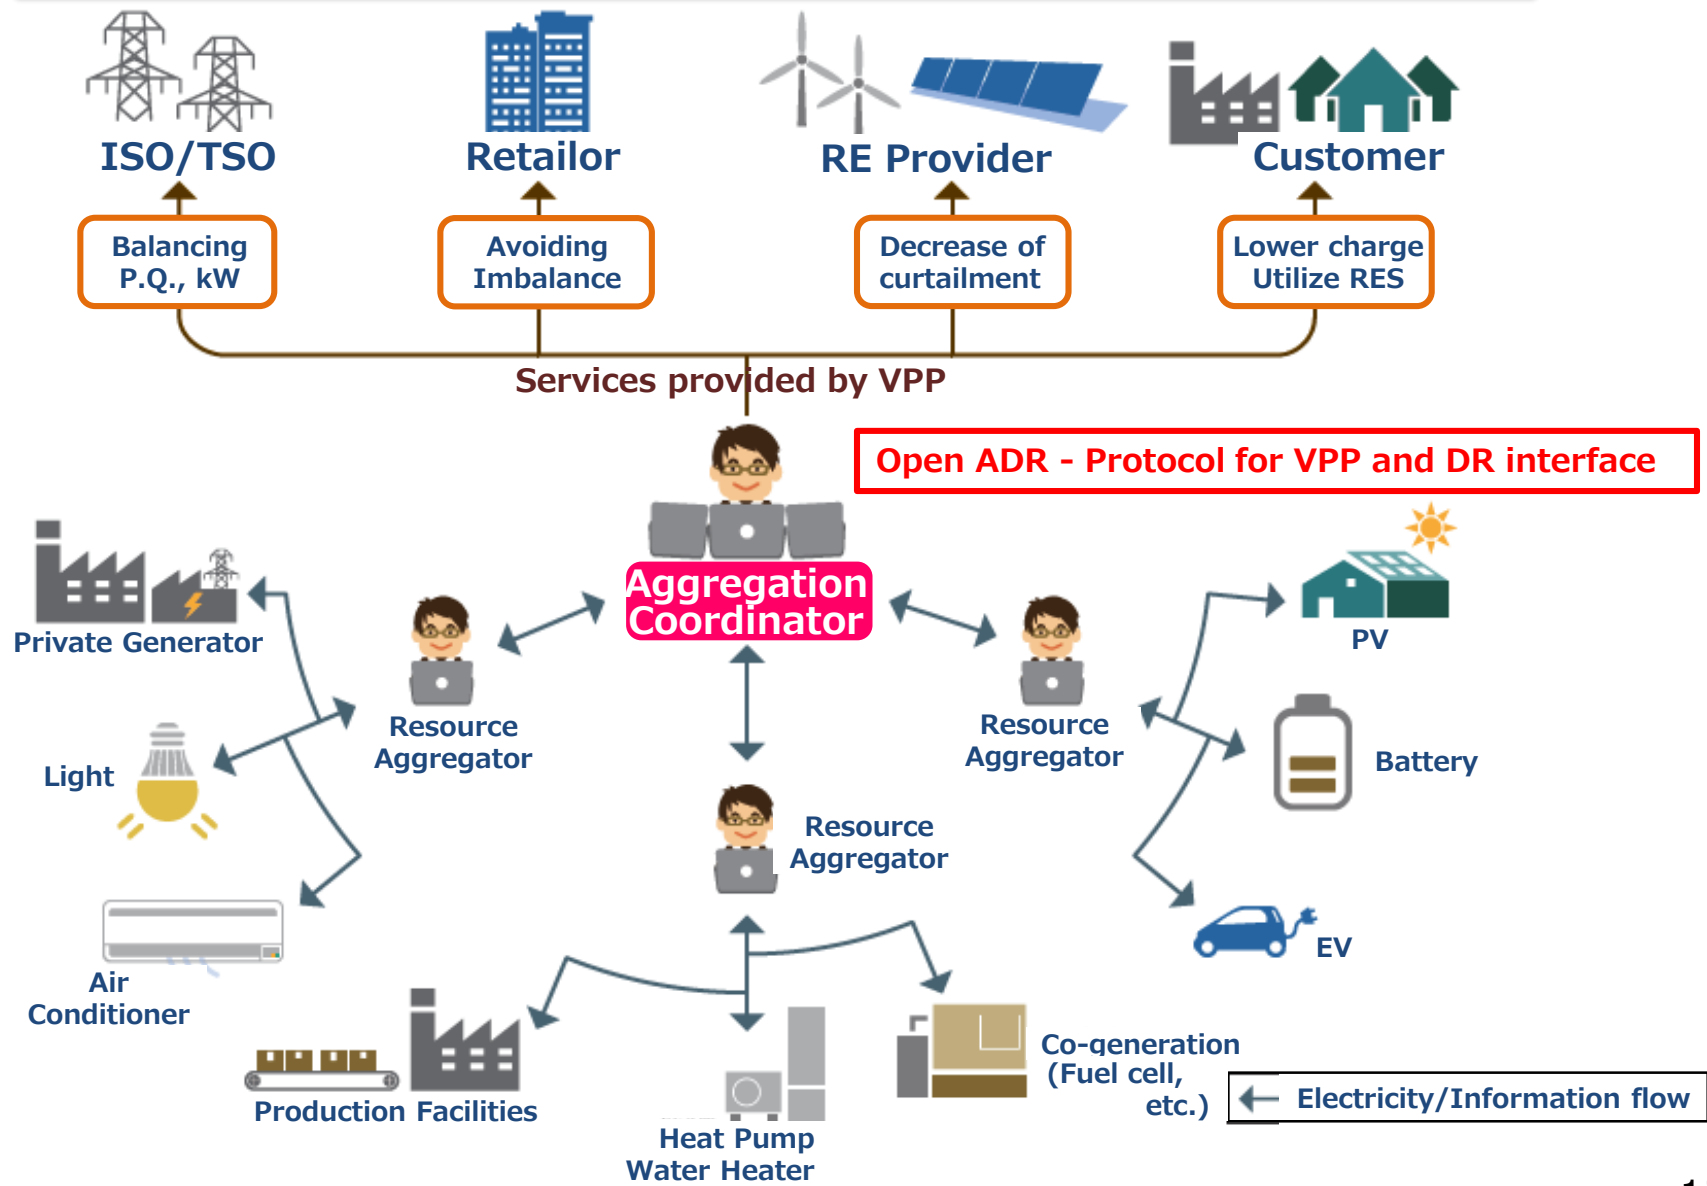 ISO/TSO
Retailor
RE Provider
Customer
Balancing
P.Q., kW
Avoiding
Imbalance
Decrease of
curtailment
Lower charge
Utilize RES
Services provided by VPP
Open ADR - Protocol for VPP and DR interface
Aggregation
Coordinator
Private Generator
Resource
Aggregator
Resource
Aggregator
PV
Light
Battery
Resource
Aggregator
Air
Conditioner
EV
Production Facilities
Heat Pump
Water Heater
Co-generation
(Fuel cell,
etc.)
Electricity/Information flow